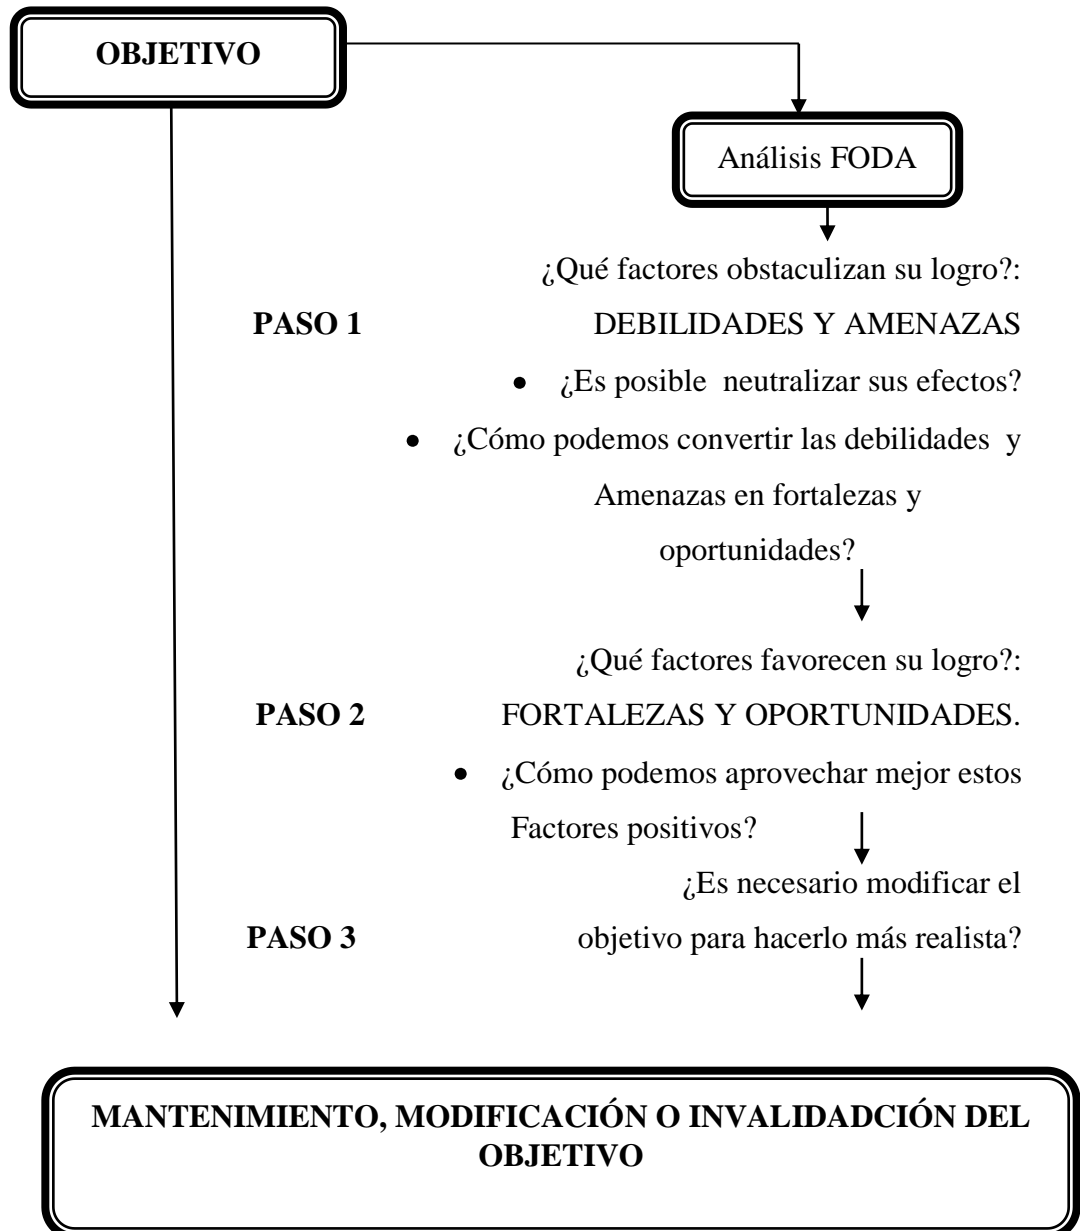 OBJETIVO
Análisis FODA
¿Qué factores obstaculizan su logro?:
PASO 1 DEBILIDADES Y AMENAZAS
• ¿Es posible neutralizar sus efectos?
• ¿Cómo podemos convertir las debilidades y
Amenazas en fortalezas y
oportunidades?
¿Qué factores favorecen su logro?:
PASO 2 FORTALEZAS Y OPORTUNIDADES.
• ¿Cómo podemos aprovechar mejor estos
Factores positivos?
¿Es necesario modificar el
PASO 3 objetivo para hacerlo más realista?
MANTENIMIENTO, MODIFICACIÓN O INVALIDADCIÓN DEL
OBJETIVO